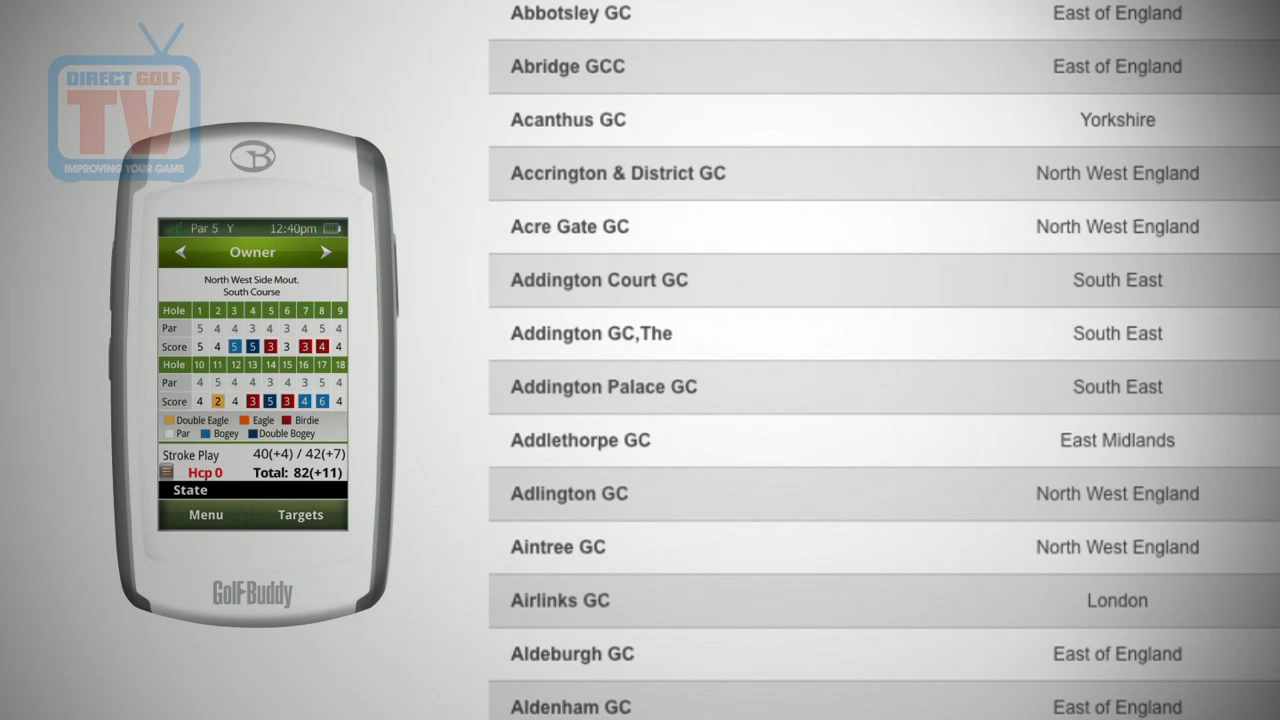 DIRECT GOLF
TV
IMPROVING YOUR GAME
B
Par 5 Y 12:40pm
Owner
North West Side Mout.
South Course
Hole 1 2 3 4 5 6 7 8 9
Par 5 4 4 3 4 3 4 5 4
Score 5 4 5 5 3 3 3 4 4
Hole 10 11 12 13 14 15 16 17 18
Par 4 5 4 4 3 4 3 5 4
Score 4 2 4 3 5 3 4 6 4
Double Eagle Eagle Birdie
Par Bogey Double Bogey
Stroke Play 40(+4) / 42(+7)
Hcp 0 Total: 82(+11)
State
Menu Targets
GolfBuddy
Abbotsley GC East of England
Abridge GCC East of England
Acanthus GC Yorkshire
Accrington & District GC North West England
Acre Gate GC North West England
Addington Court GC South East
Addington GC,The South East
Addington Palace GC South East
Addlethorpe GC East Midlands
Adlington GC North West England
Aintree GC North West England
Airlinks GC London
Aldeburgh GC East of England
Aldenham GC East of England